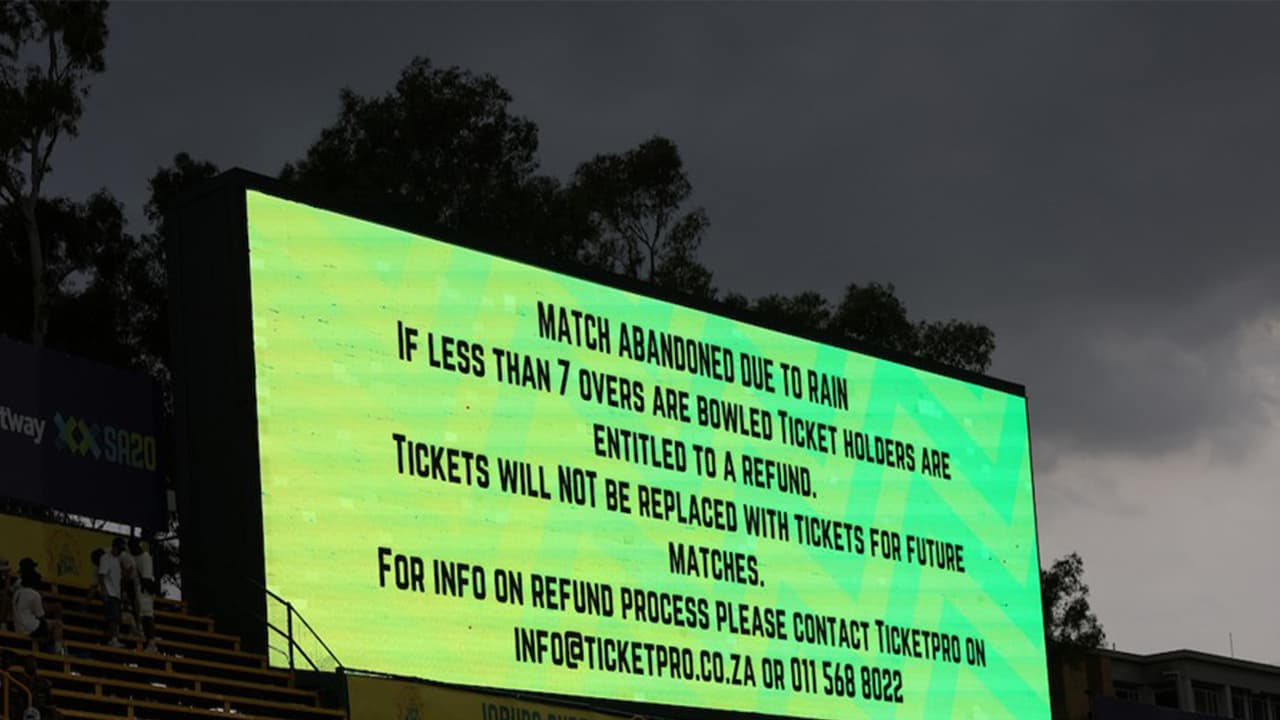 MATCH ABANDONED DUE TO RAIN
IF LESS THAN 7 OVERS ARE BOWLED TICKET HOLDERS ARE
ENTITLED TO A REFUND.
TICKETS WILL NOT BE REPLACED WITH TICKETS FOR FUTURE
MATCHES.
FOR INFO ON REFUND PROCESS PLEASE CONTACT TICKETPRO ON
INFO@TICKETPRO.CO.ZA OR 011 568 8022
tway SA20